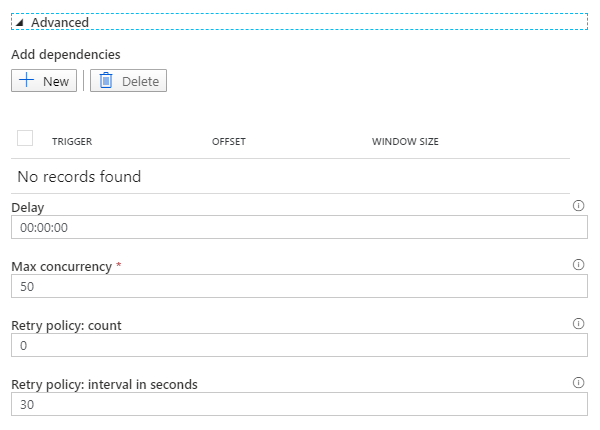 Advanced
Add dependencies
New Delete
TRIGGER OFFSET WINDOW SIZE
No records found
Delay
00:00:00
Max concurrency *
50
Retry policy: count
0
Retry policy: interval in seconds
30